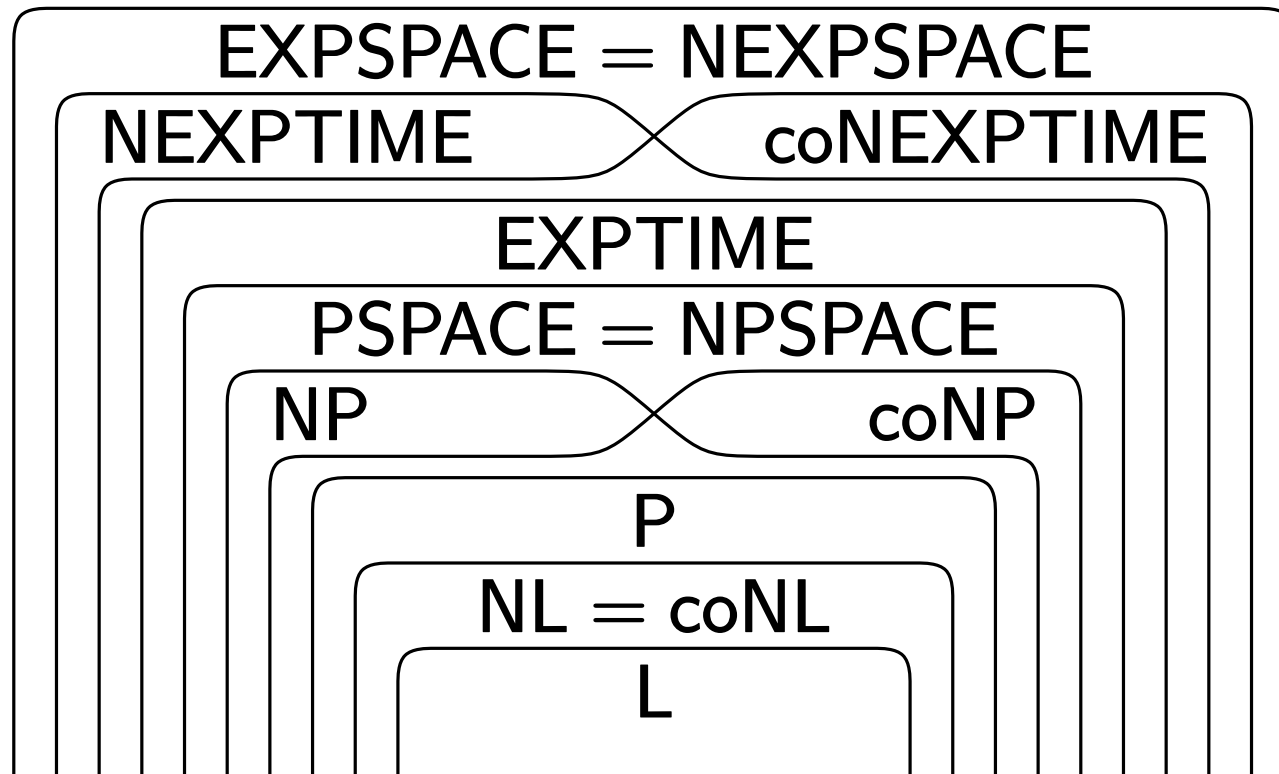 EXPSPACE = NEXPSPACE
NEXPTIME coNEXPTIME
EXPTIME
PSPACE = NPSPACE
NP coNP
P
NL = coNL
L